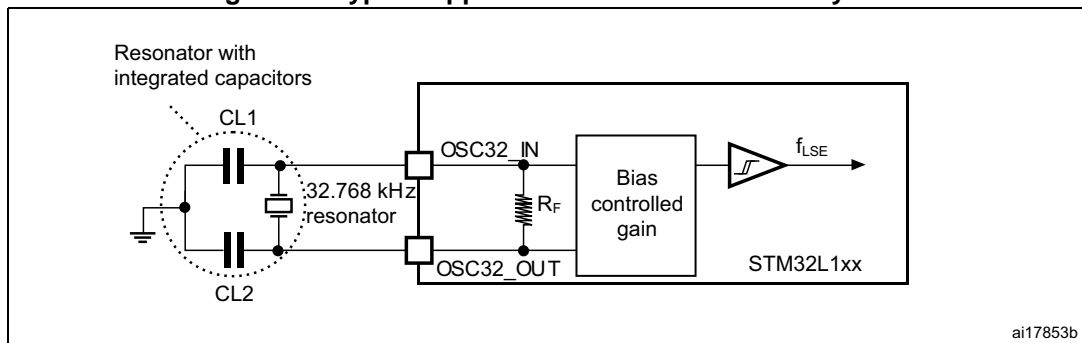 Resonator with
integrated capacitors
CL1
32.768 kHz
resonator
CL2
OSC32_IN
RF
OSC32_OUT
Bias
controlled
gain
fLSE
STM32L1xx
ai17853b